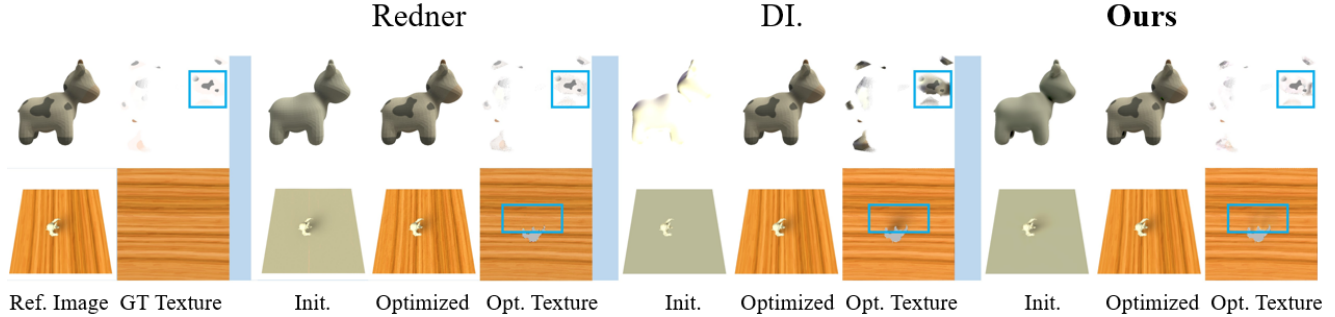 Redner DI. Ours
Ref. Image GT Texture Init. Optimized Opt. Texture Init. Optimized Opt. Texture Init. Optimized Opt. Texture